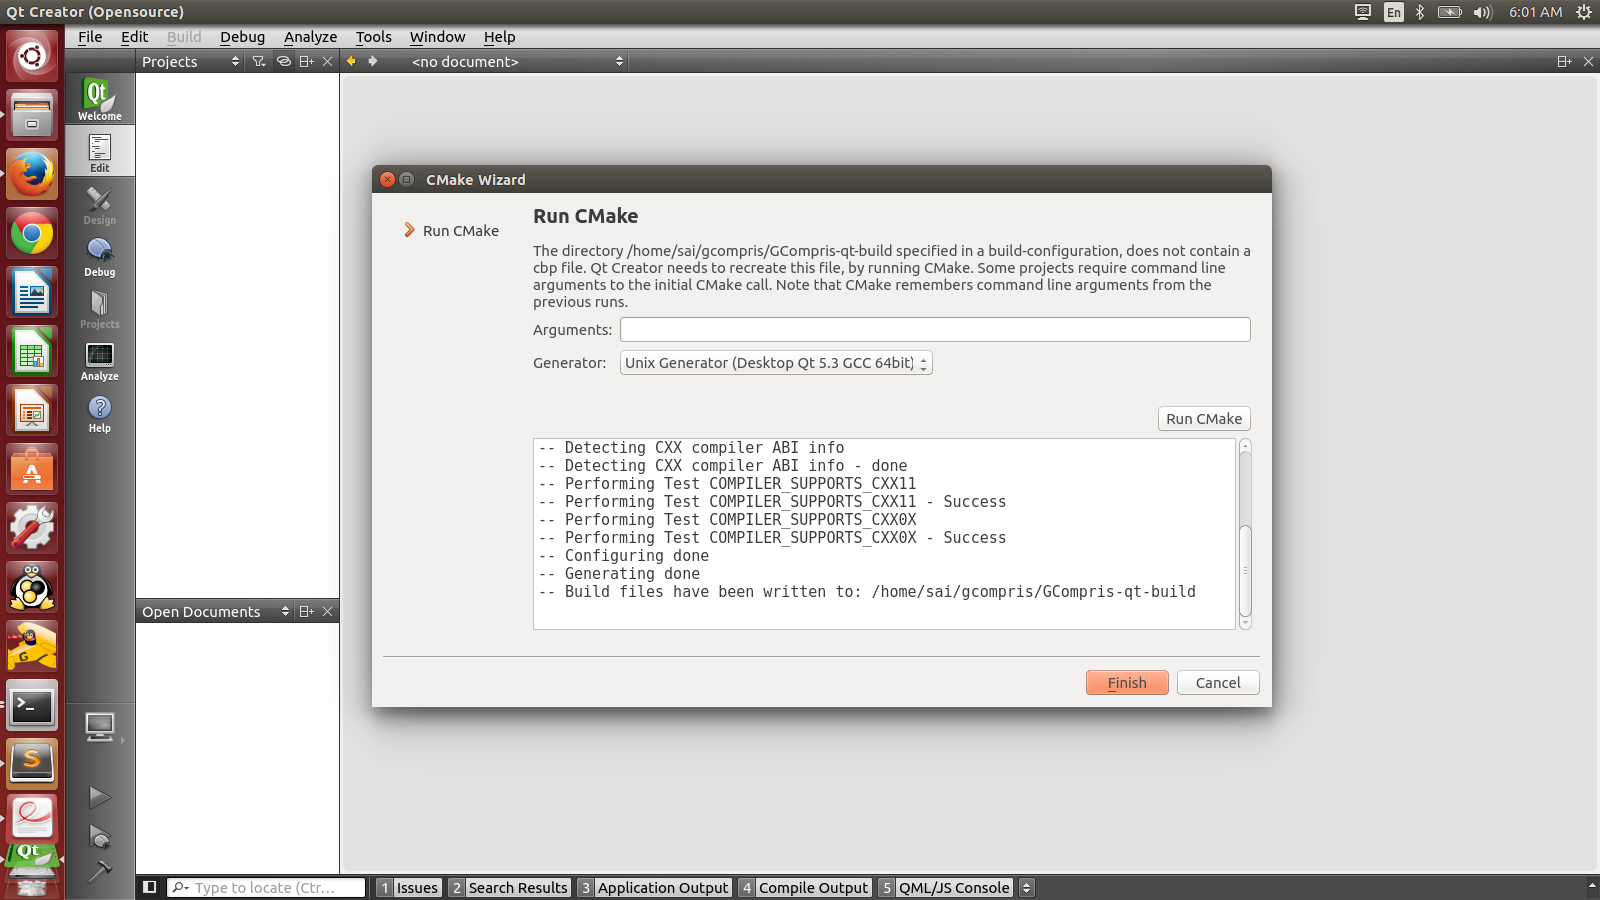 Qt Creator (Opensource)
En
6:01 AM
File Edit Build Debug Analyze Tools Window Help
Projects
<no document>
Qt
Welcome
Edit
Design
Debug
Projects
Analyze
Help
CMake Wizard
Run CMake
Run CMake
The directory /home/sai/gcompris/GCompris-qt-build specified in a build-configuration, does not contain a
cbp file. Qt Creator needs to recreate this file, by running CMake. Some projects require command line
arguments to the initial CMake call. Note that CMake remembers command line arguments from the
previous runs.
Arguments:
Generator: Unix Generator (Desktop Qt 5.3 GCC 64bit)
Run CMake
-- Detecting CXX compiler ABI info
-- Detecting CXX compiler ABI info - done
-- Performing Test COMPILER_SUPPORTS_CXX11
-- Performing Test COMPILER_SUPPORTS_CXX11 - Success
-- Performing Test COMPILER_SUPPORTS_CXX0X
-- Performing Test COMPILER_SUPPORTS_CXX0X - Success
-- Configuring done
-- Generating done
-- Build files have been written to: /home/sai/gcompris/GCompris-qt-build
Finish Cancel
Open Documents
Qt
Type to locate (Ctr...
1 Issues 2 Search Results 3 Application Output 4 Compile Output 5 QML/JS Console